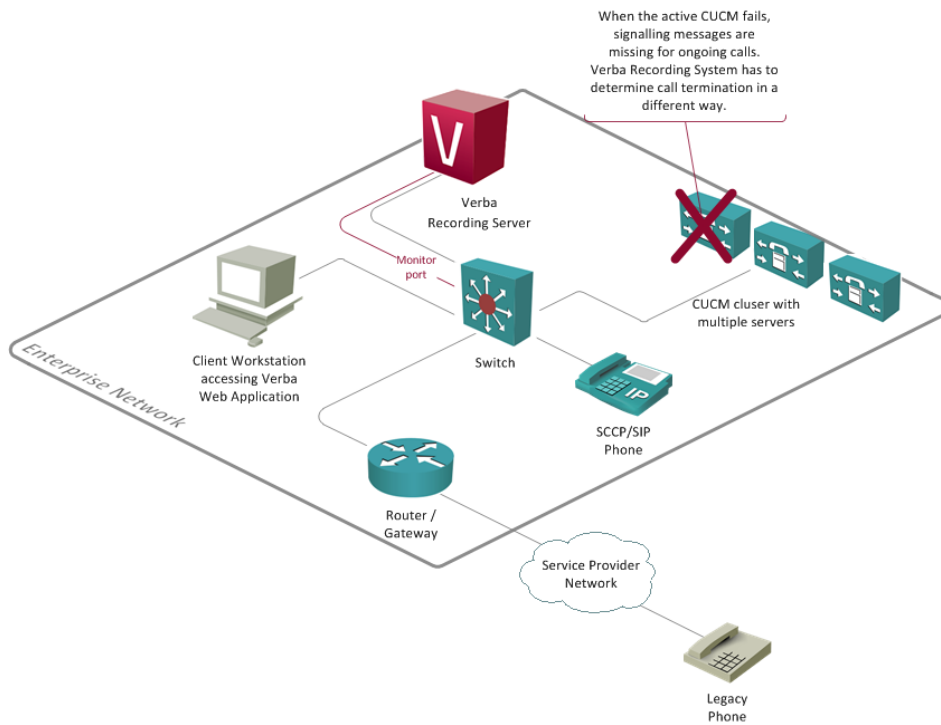 When the active CUCM fails,
signalling messages are
missing for ongoing calls.
Verba Recording System has to
determine call termination in
a different way.
V
Verba
Recording Server
Monitor
port
CUCM cluser with
multiple servers
Switch
Client Workstation
accessing Verba
Web Application
Enterprise Network
IP
SCCP/SIP
Phone
Router /
Gateway
Service Provider
Network
Legacy
Phone